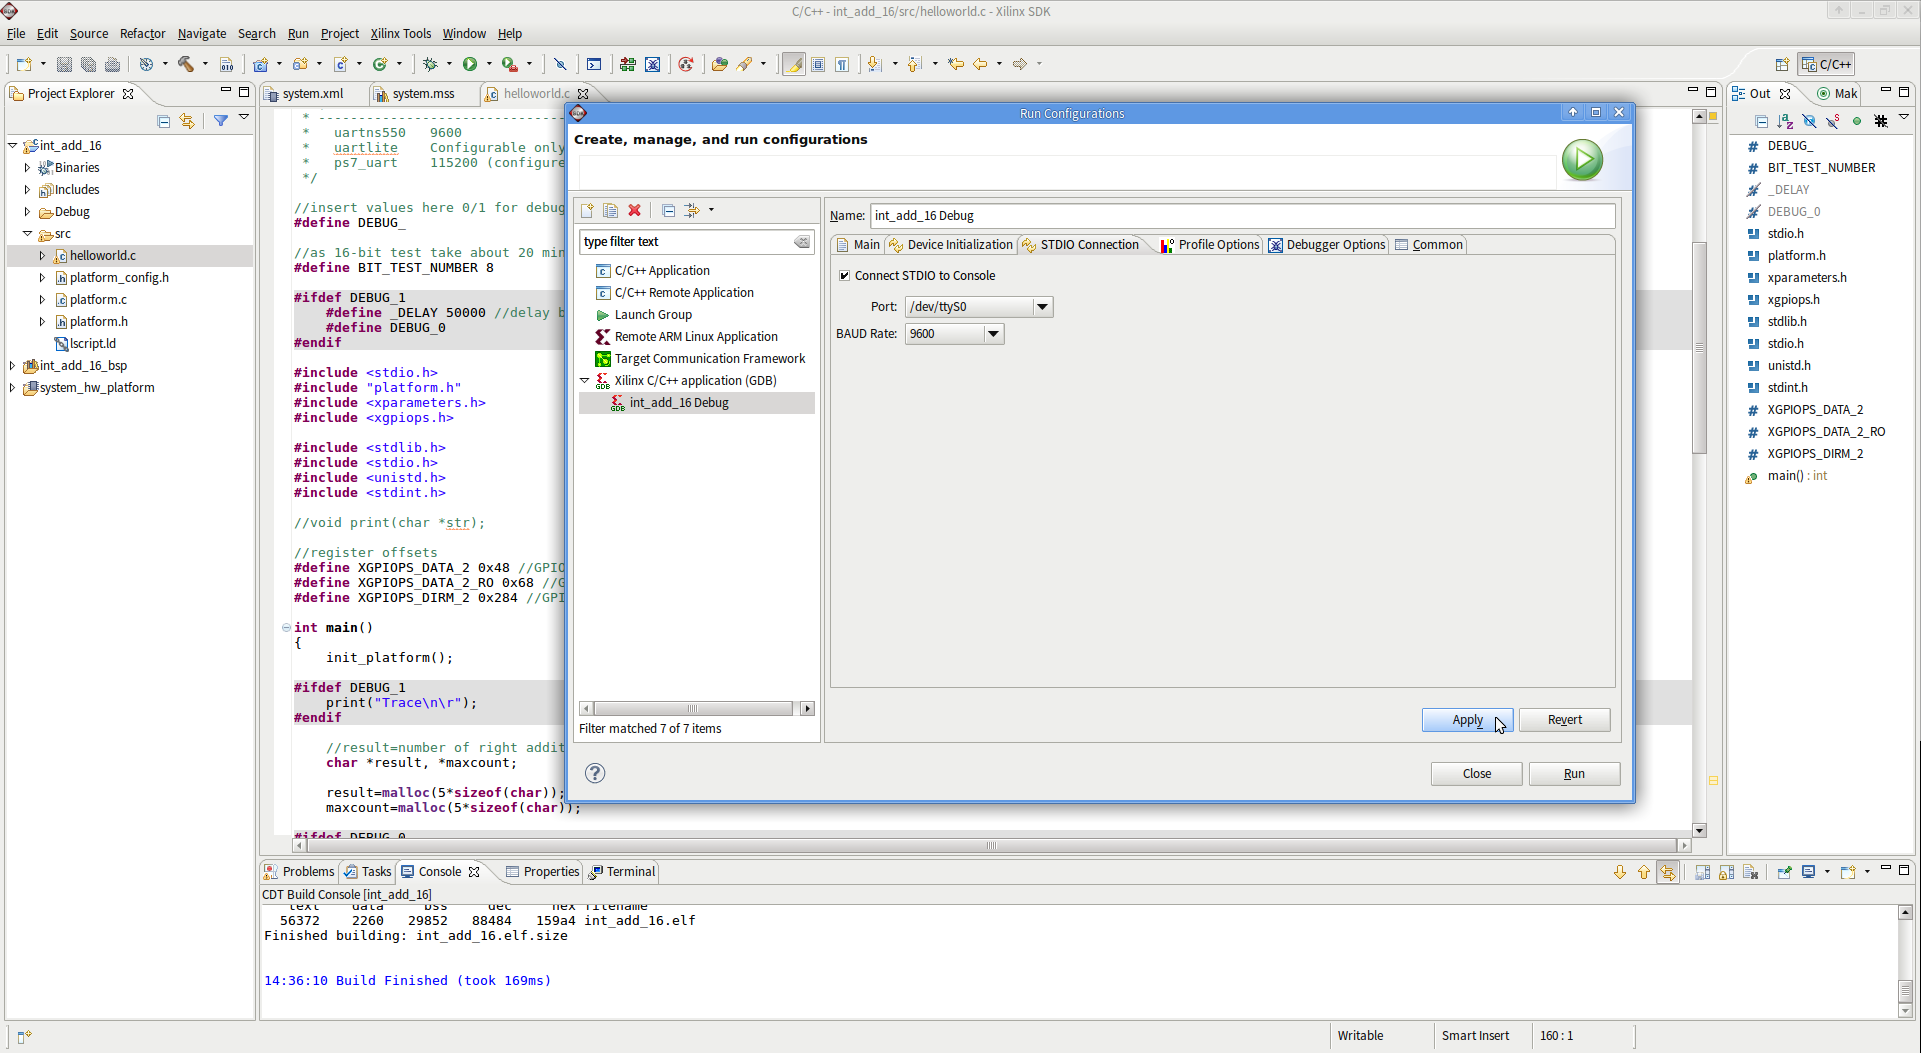 C/C++ - int_add_16/src/helloworld.c - Xilinx SDK
File Edit Source Refactor Navigate Search Run Project Xilinx Tools Window Help
C/C++
Project Explorer
int_add_16
Binaries
Includes
Debug
src
helloworld.c
platform_config.h
platform.c
platform.h
lscript.ld
int_add_16_bsp
system_hw_platform
system.xml
system.mss
helloworld.c
* -------------------------------
* uartns550 9600
* uartlite Configurable only
* ps7_uart 115200 (configure
*/
//insert values here 0/1 for debug
#define DEBUG_
//as 16-bit test take about 20 min
#define BIT_TEST_NUMBER 8
#ifdef DEBUG_1
#define _DELAY 50000 //delay b
#define DEBUG_0
#endif
#include <stdio.h>
#include "platform.h"
#include <xparameters.h>
#include <xgpiops.h>
#include <stdlib.h>
#include <stdio.h>
#include <unistd.h>
#include <stdint.h>
//void print(char *str);
//register offsets
#define XGPIOPS_DATA_2 0x48 //GPIO
#define XGPIOPS_DATA_2_RO 0x68 //G
#define XGPIOPS_DIRM_2 0x284 //GPI
int main()
{
init_platform();
#ifdef DEBUG_1
print("Trace\n\r");
#endif
//result=number of right addit
char *result, *maxcount;
result=malloc(5*sizeof(char));
maxcount=malloc(5*sizeof(char));
#ifdef DEBUG_0
Run Configurations
Create, manage, and run configurations
type filter text
C/C++ Application
C/C++ Remote Application
Launch Group
Remote ARM Linux Application
Target Communication Framework
Xilinx C/C++ application (GDB)
int_add_16 Debug
Filter matched 7 of 7 items
Name: int_add_16 Debug
Main Device Initialization STDIO Connection Profile Options Debugger Options Common
Connect STDIO to Console
Port: /dev/ttyS0
BAUD Rate: 9600
Apply Revert
Close Run
Out Mak
DEBUG_
BIT_TEST_NUMBER
_DELAY
DEBUG_0
stdio.h
platform.h
xparameters.h
xgpiops.h
stdlib.h
stdio.h
unistd.h
stdint.h
XGPIOPS_DATA_2
XGPIOPS_DATA_2_RO
XGPIOPS_DIRM_2
main() : int
Problems Tasks Console Properties Terminal
CDT Build Console [int_add_16]
text data bss dec hex filename
56372 2260 29852 88484 159a4 int_add_16.elf
Finished building: int_add_16.elf.size
14:36:10 Build Finished (took 169ms)
Writable Smart Insert 160 : 1